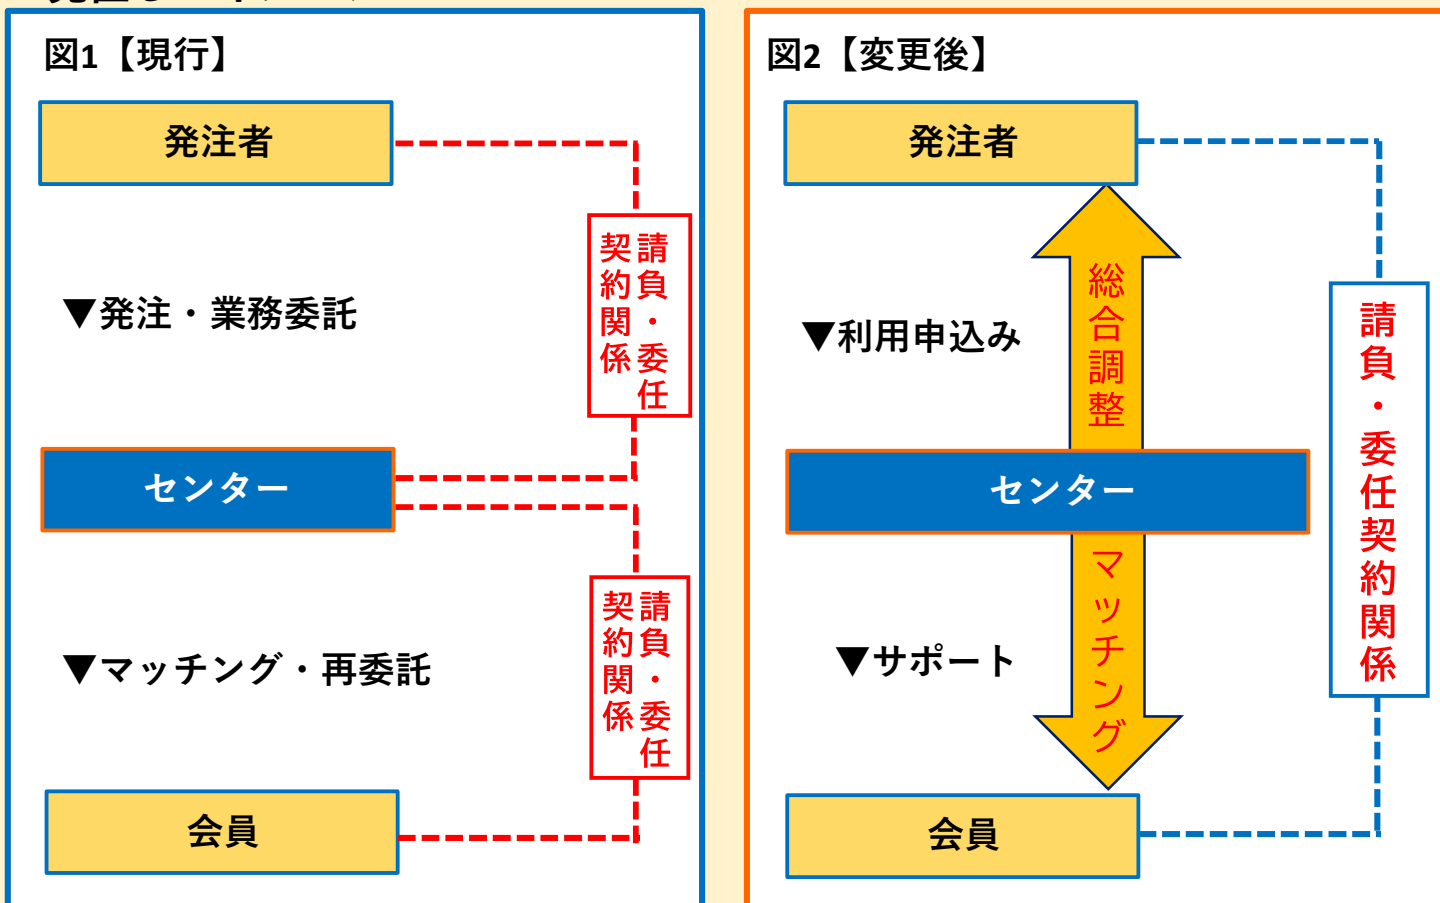 図1【現行】
発注者
▼発注・業務委託
請負・委任
契約関係
センター
▼マッチング・再委託
請負・委任
契約関係
会員
図2【変更後】
発注者
▼利用申込み
総合調整
センター
▼サポート
マッチング
請負・委任契約関係
会員